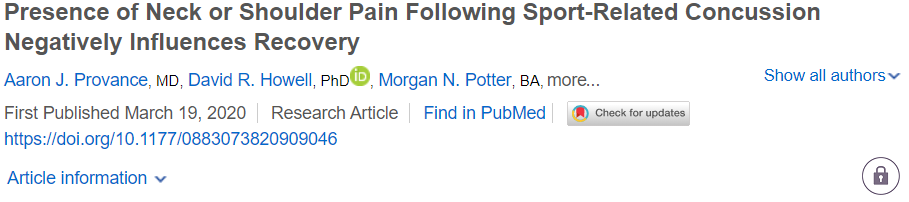 Presence of Neck or Shoulder Pain Following Sport-Related Concussion
Negatively Influences Recovery
Aaron J. Provance, MD, David R. Howell, PhD iD, Morgan N. Potter, BA, more... Show all authors
First Published March 19, 2020 Research Article Find in PubMed Check for updates
https://doi.org/10.1177/0883073820909046
Article information